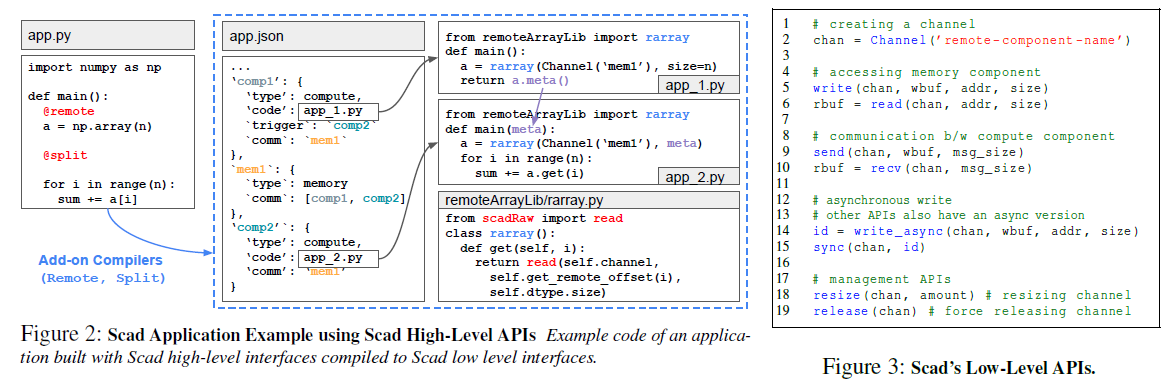 app.py
import numpy as np
def main():
@remote
a = np.array(n)
@split
for i in range(n):
sum += a[i]
Add-on Compilers
(Remote, Split)
app.json
...
‘comp1’: {
‘type’: compute,
‘code’: app_1.py
`trigger`: `comp2`
`comm`: `mem1`
},
`mem1`: {
`type`: memory
`comm`: [comp1, comp2]
},
‘comp2’`: {
‘type’: compute,
‘code’: app_2.py
‘comm’: ‘mem1’
}
from remoteArrayLib import rarray
def main():
a = rarray(Channel(‘mem1’), size=n)
return a.meta()
app_1.py
from remoteArrayLib import rarray
def main(meta):
a = rarray(Channel(‘mem1’), meta)
for i in range(n):
sum += a.get(i)
app_2.py
remoteArrayLib/rarray.py
from scadRaw import read
class rarray():
def get(self, i):
return read(self.channel,
self.get_remote_offset(i),
self.dtype.size)
Figure 2: Scad Application Example using Scad High-Level APIs Example code of an applica-
tion built with Scad high-level interfaces compiled to Scad low level interfaces.
1 # creating a channel
2 chan = Channel('remote-component-name')
3
4 # accessing memory component
5 write(chan, wbuf, addr, size)
6 rbuf = read(chan, addr, size)
7
8 # communication b/w compute component
9 send(chan, wbuf, msg_size)
10 rbuf = recv(chan, msg_size)
11
12 # asynchronous write
13 # other APIs also have an async version
14 id = write_async(chan, wbuf, addr, size)
15 sync(chan, id)
16
17 # management APIs
18 resize(chan, amount) # resizing channel
19 release(chan) # force releasing channel
Figure 3: Scad's Low-Level APIs.